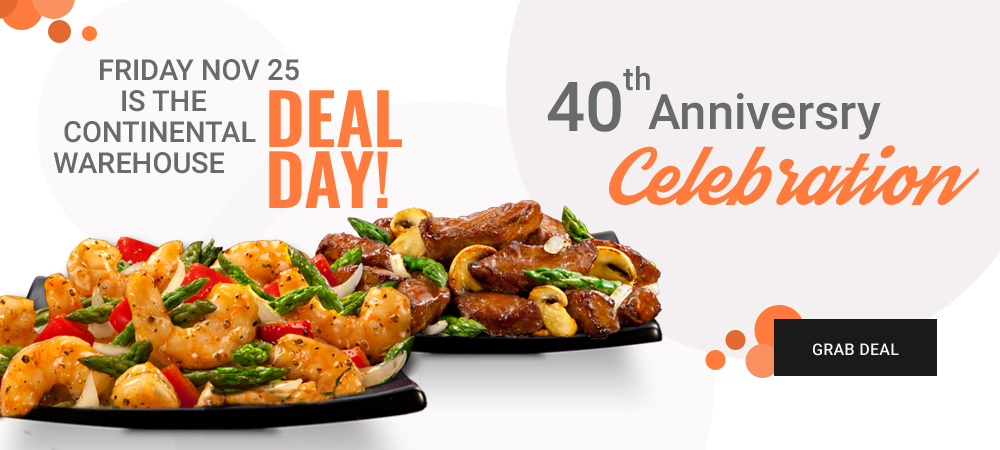 FRIDAY NOV 25
IS THE
CONTINENTAL
WAREHOUSE
DEAL
DAY!
40th Anniversry
Celebration
GRAB DEAL